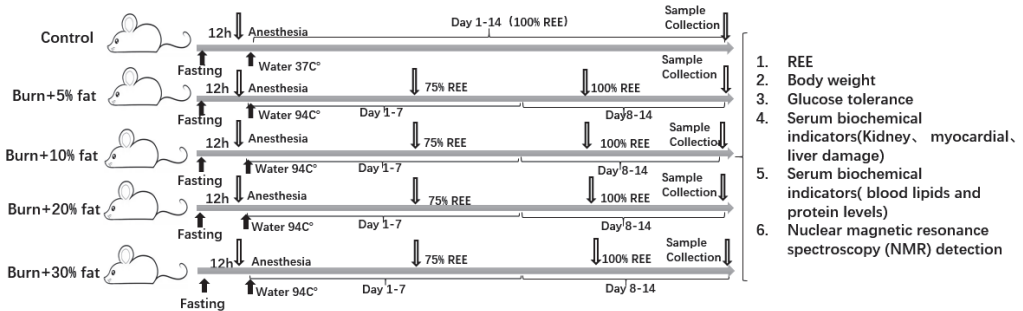 Sample
Collection
Day 1-14（100% REE）
12h
Anesthesia
Control
Fasting
Water 37C°
Sample
Collection
12h
Anesthesia
75% REE
100% REE
Burn+5% fat
Fasting
Water 94C°
Day 1-7
Day8-14
Sample
Collection
12h
Anesthesia
75% REE
100% REE
Burn+10% fat
Fasting
Water 94C°
Day 1-7
Day 8-14
Sample
Collection
12h
Anesthesia
75% REE
100% REE
Burn+20% fat
Fasting
Water 94C°
Day 1-7
Day 8-14
Sample
Collection
12h
Anesthesia
75% REE
100% REE
Burn+30% fat
Fasting
Water 94C°
Day 1-7
Day 8-14
1. REE
2. Body weight
3. Glucose tolerance
4. Serum biochemical
indicators(Kidney、 myocardial、
liver damage)
5. Serum biochemical
indicators( blood lipids and
protein levels)
6. Nuclear magnetic resonance
spectroscopy (NMR) detection